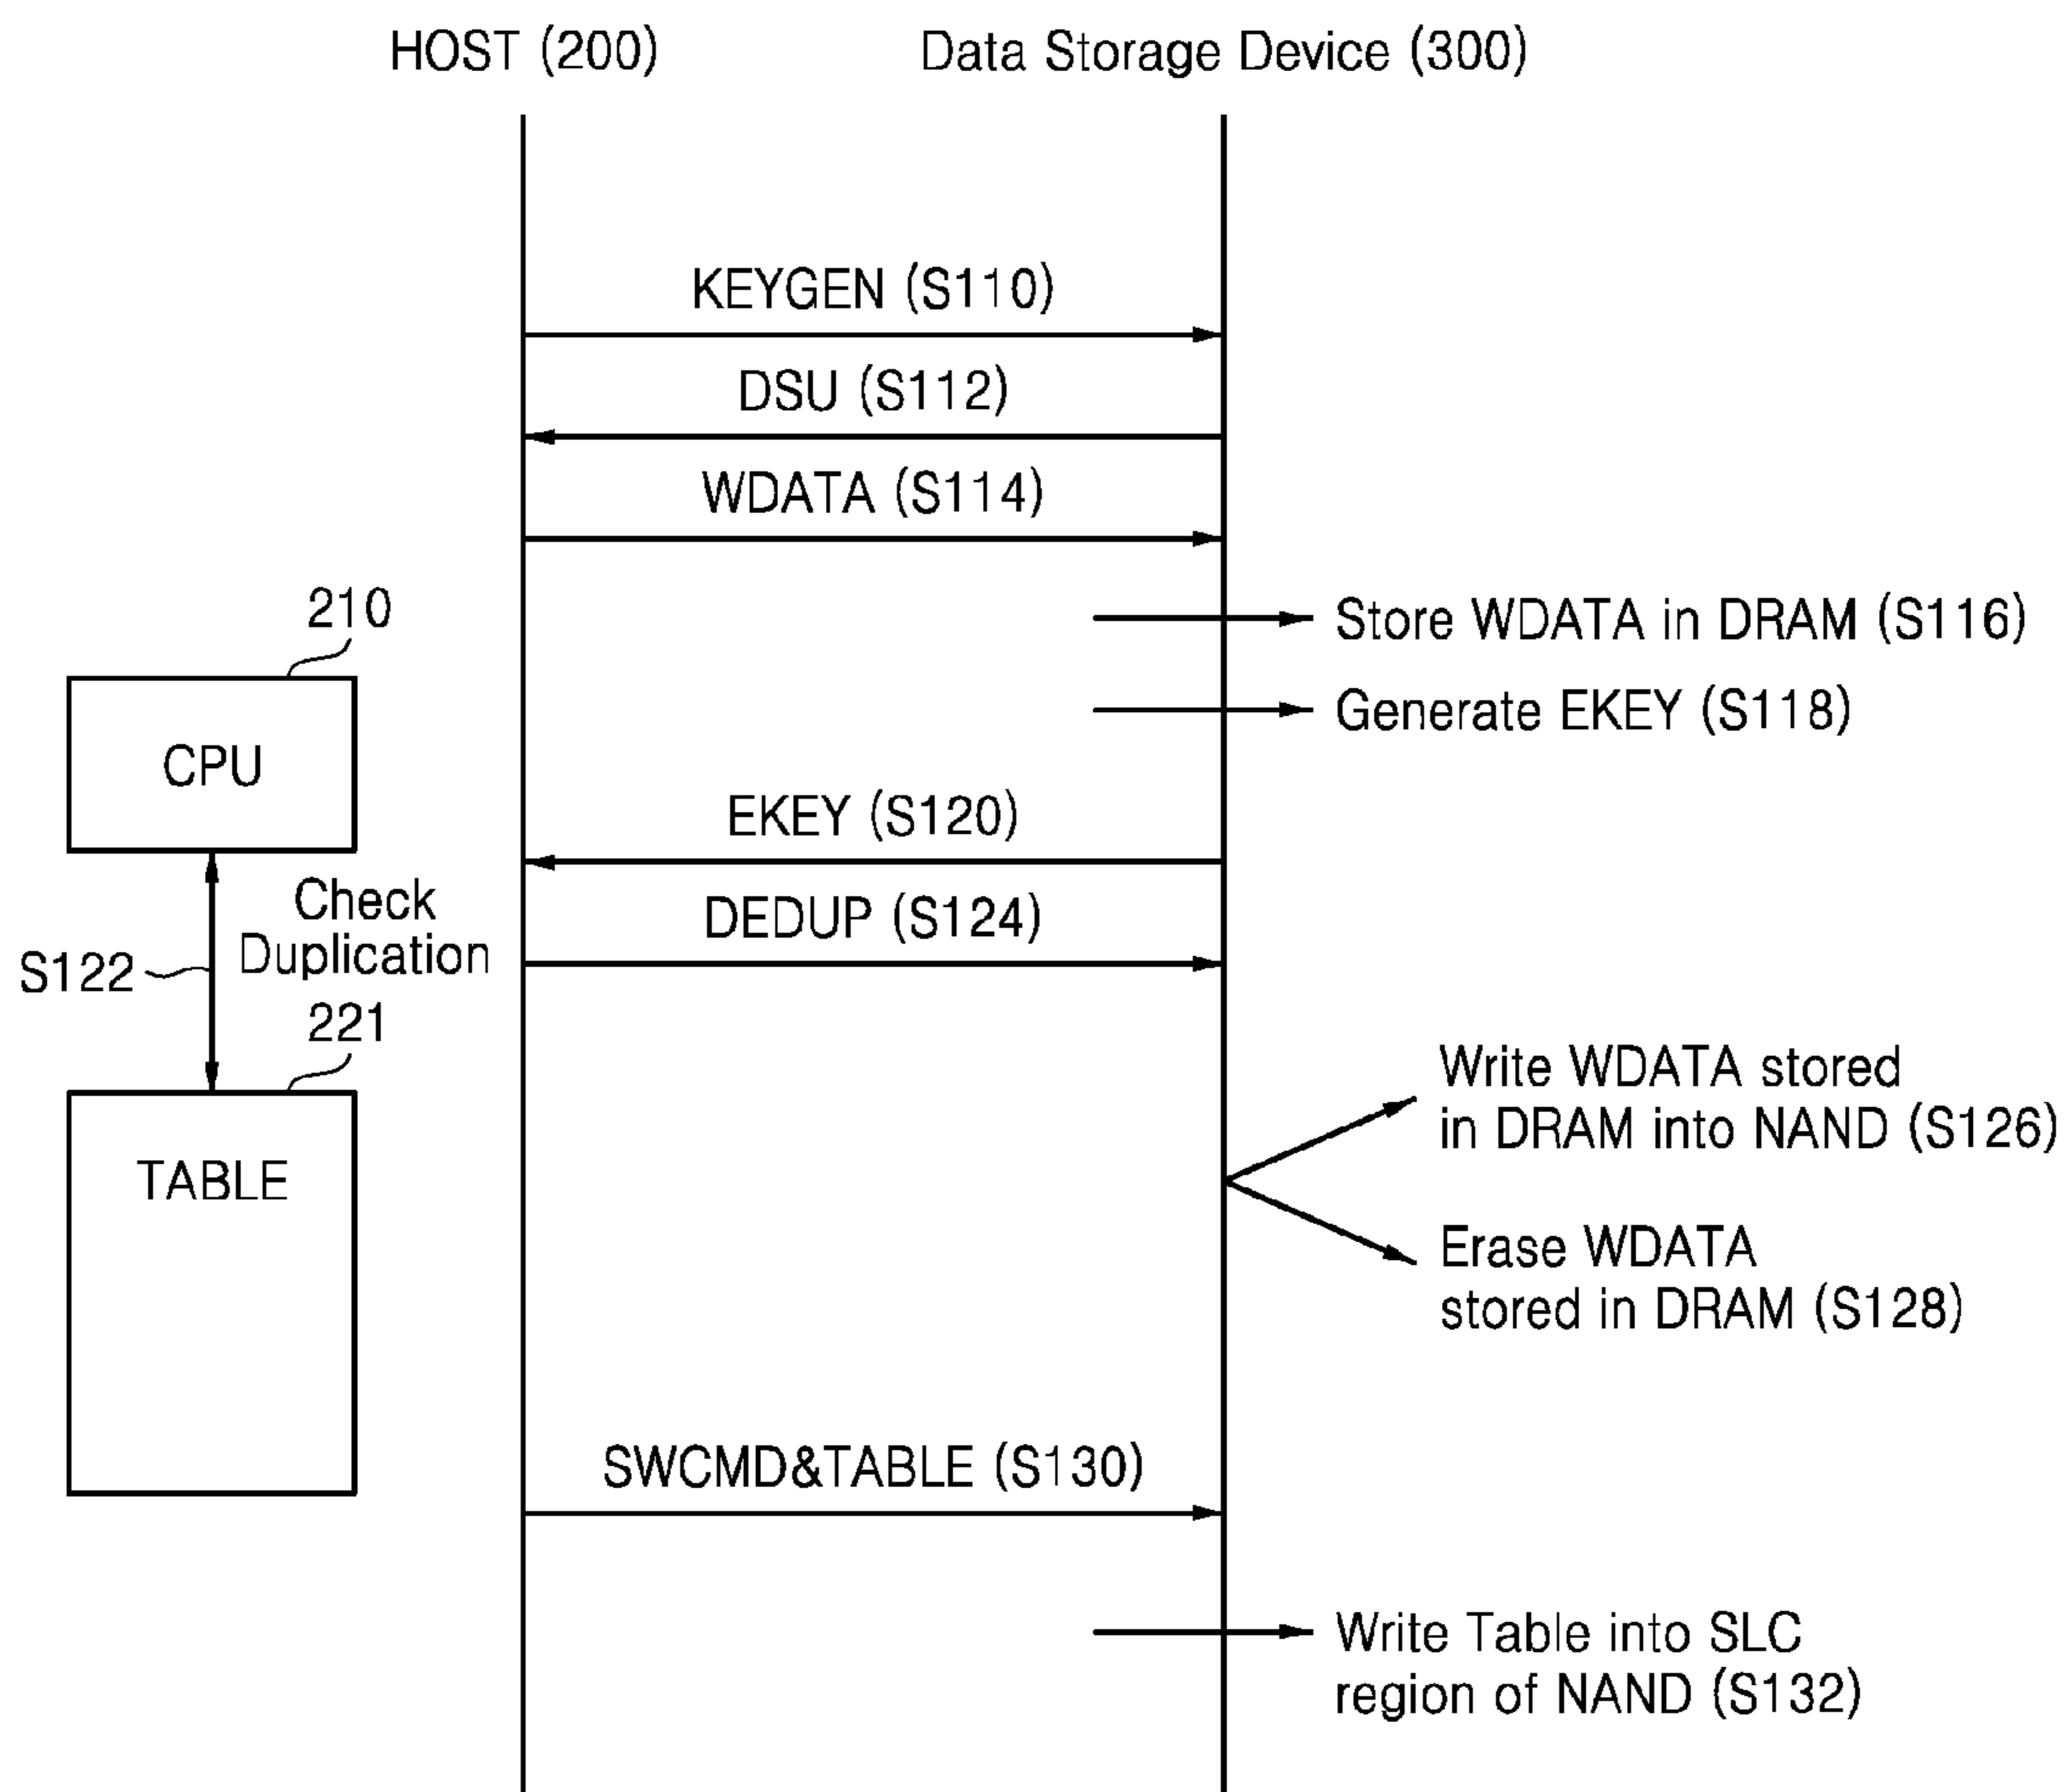 HOST (200)
Data Storage Device (300)
KEYGEN (S110)
DSU (S112)
WDATA (S114)
210
Store WDATA in DRAM (S116)
Generate EKEY (S118)
CPU
EKEY (S120)
Check
Duplication
DEDUP (S124)
S122
221
Write WDATA stored
in DRAM into NAND (S126)
TABLE
Erase WDATA
stored in DRAM (S128)
SWCMD&TABLE (S130)
Write Table into SLC
region of NAND (S132)